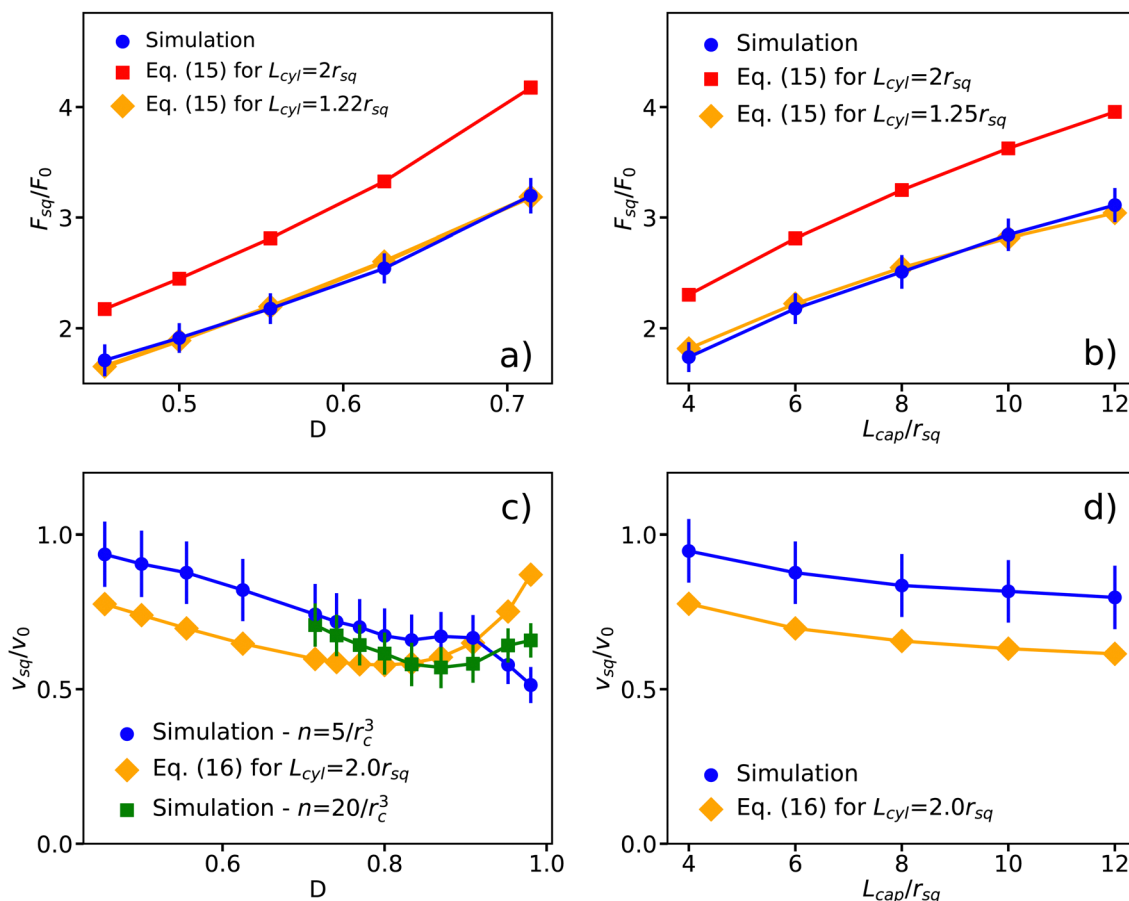 Simulation
Eq. (15) for L_cyl=2r_sq
Eq. (15) for L_cyl=1.22r_sq
4
3
2
F_sq/F_0
a)
0.5
0.6
0.7
D
Simulation
Eq. (15) for L_cyl=2r_sq
Eq. (15) for L_cyl=1.25r_sq
4
3
2
F_sq/F_0
b)
4
6
8
10
12
L_cap/r_sq
c)
1.0
0.5
0.0
v_sq/v_0
Simulation - n=5/r_c^3
Eq. (16) for L_cyl=2.0r_sq
Simulation - n=20/r_c^3
0.6
0.8
1.0
D
d)
1.0
0.5
0.0
v_sq/v_0
Simulation
Eq. (16) for L_cyl=2.0r_sq
4
6
8
10
12
L_cap/r_sq